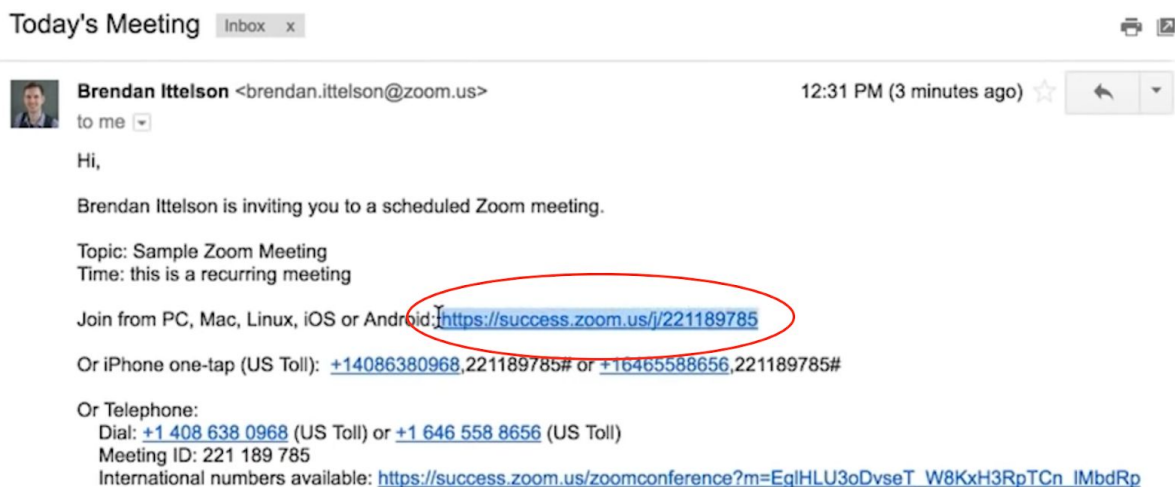 Today's Meeting Inbox x
Brendan Ittelson <brendan.ittelson@zoom.us> 12:31 PM (3 minutes ago)
to me
Hi,
Brendan Ittelson is inviting you to a scheduled Zoom meeting.
Topic: Sample Zoom Meeting
Time: this is a recurring meeting
Join from PC, Mac, Linux, iOS or Android: https://success.zoom.us/j/221189785
Or iPhone one-tap (US Toll): +14086380968,221189785# or +16465588656,221189785#
Or Telephone:
Dial: +1 408 638 0968 (US Toll) or +1 646 558 8656 (US Toll)
Meeting ID: 221 189 785
International numbers available: https://success.zoom.us/zoomconference?m=EglHLU3oDvseT_W8KxH3RpTCn_lMbdRp